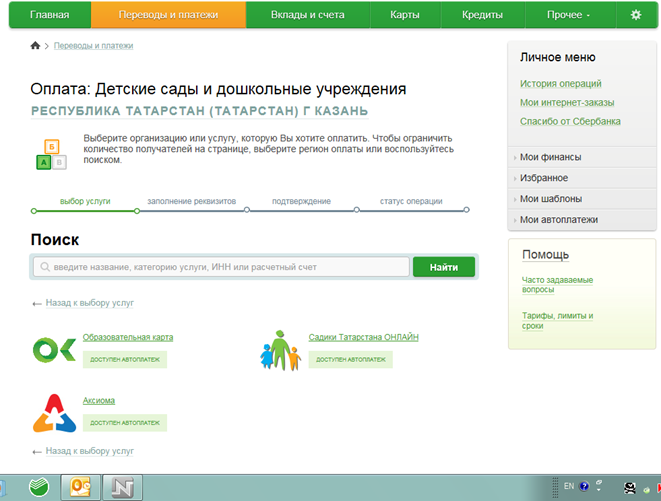 Главная Переводы и платежи Вклады и счета Карты Кредиты Прочее
Переводы и платежи
Оплата: Детские сады и дошкольные учреждения
РЕСПУБЛИКА ТАТАРСТАН (ТАТАРСТАН) Г КАЗАНЬ
Б
А В
Выберите организацию или услугу, которую Вы хотите оплатить. Чтобы ограничить
количество получателей на странице, выберите регион оплаты или воспользуйтесь
поиском.
выбор услуги заполнение реквизитов подтверждение статус операции
Поиск
введите название, категорию услуги, ИНН или расчетный счет
Найти
← Назад к выбору услуг
ОК
Образовательная карта
ДОСТУПЕН АВТОПЛАТЕЖ
Садики Татарстана ОНЛАЙН
ДОСТУПЕН АВТОПЛАТЕЖ
Аксиома
ДОСТУПЕН АВТОПЛАТЕЖ
← Назад к выбору услуг
Личное меню
История операций
Мои интернет-заказы
Спасибо от Сбербанка
Мои финансы
Избранное
Мои шаблоны
Мои автоплатежи
Помощь
Часто задаваемые
вопросы
Тарифы, лимиты и
сроки
EN